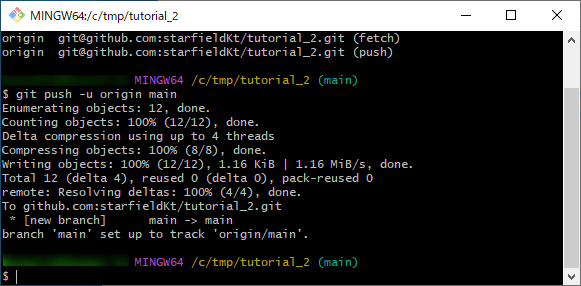 MINGW64:/c/tmp/tutorial_2
origin  git@github.com:starfieldKt/tutorial_2.git (fetch)
origin  git@github.com:starfieldKt/tutorial_2.git (push)
MINGW64 /c/tmp/tutorial_2 (main)
$ git push -u origin main
Enumerating objects: 12, done.
Counting objects: 100% (12/12), done.
Delta compression using up to 4 threads
Compressing objects: 100% (8/8), done.
Writing objects: 100% (12/12), 1.16 KiB | 1.16 MiB/s, done.
Total 12 (delta 4), reused 0 (delta 0), pack-reused 0
remote: Resolving deltas: 100% (4/4), done.
To github.com:starfieldKt/tutorial_2.git
 * [new branch]      main -> main
branch 'main' set up to track 'origin/main'.
MINGW64 /c/tmp/tutorial_2 (main)
$